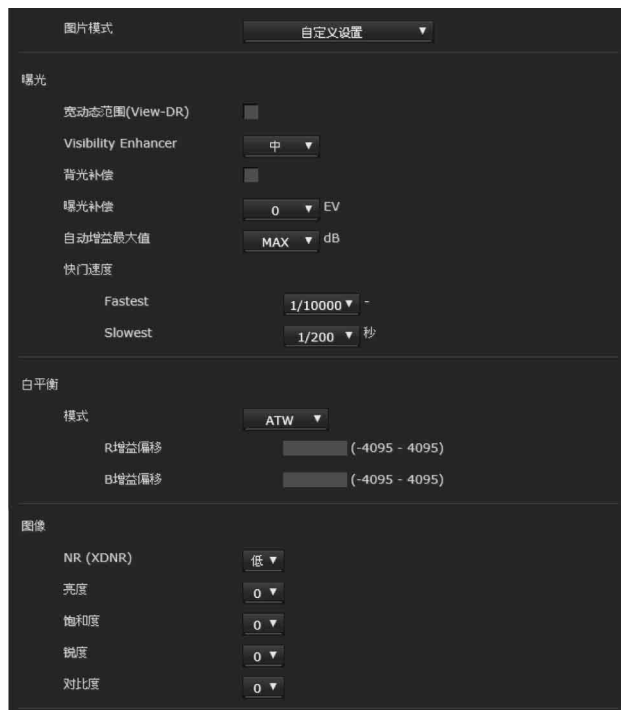 图片模式 自定义设置 ▼
曝光
宽动态范围(View-DR)
Visibility Enhancer 中 ▼
背光补偿
曝光补偿 0 ▼ EV
自动增益最大值 MAX ▼ dB
快门速度
Fastest 1/10000 ▼ -
Slowest 1/200 ▼ 秒
白平衡
模式 ATW ▼
R增益偏移 (-4095 - 4095)
B增益偏移 (-4095 - 4095)
图像
NR (XDNR) 低 ▼
亮度 0 ▼
饱和度 0 ▼
锐度 0 ▼
对比度 0 ▼